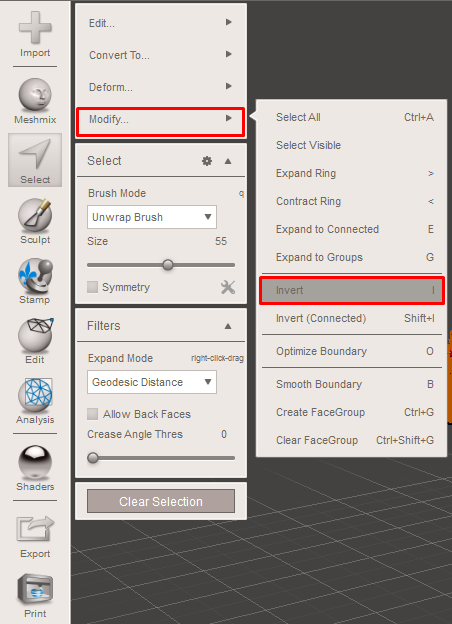 Import
Meshmix
Select
Sculpt
Stamp
Edit
Analysis
Shaders
Export
Print
Edit...
Convert To...
Deform...
Modify...
Select
Brush Mode q
Unwrap Brush
Size 55
Symmetry
Filters
Expand Mode right-click-drag
Geodesic Distance
Allow Back Faces
Crease Angle Thres 0
Clear Selection
Select All Ctrl+A
Select Visible
Expand Ring >
Contract Ring <
Expand to Connected E
Expand to Groups G
Invert I
Invert (Connected) Shift+I
Optimize Boundary O
Smooth Boundary B
Create FaceGroup Ctrl+G
Clear FaceGroup Ctrl+Shift+G